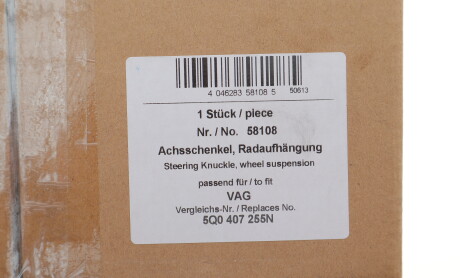 4 046283 58108 5 50613
1 Stück / piece
Nr. / No. 58108
Achsschenkel, Radaufhängung
Steering Knuckle, wheel suspension
passend für / to fit
VAG
Vergleichs-Nr. / Replaces No.
5Q0 407 255N